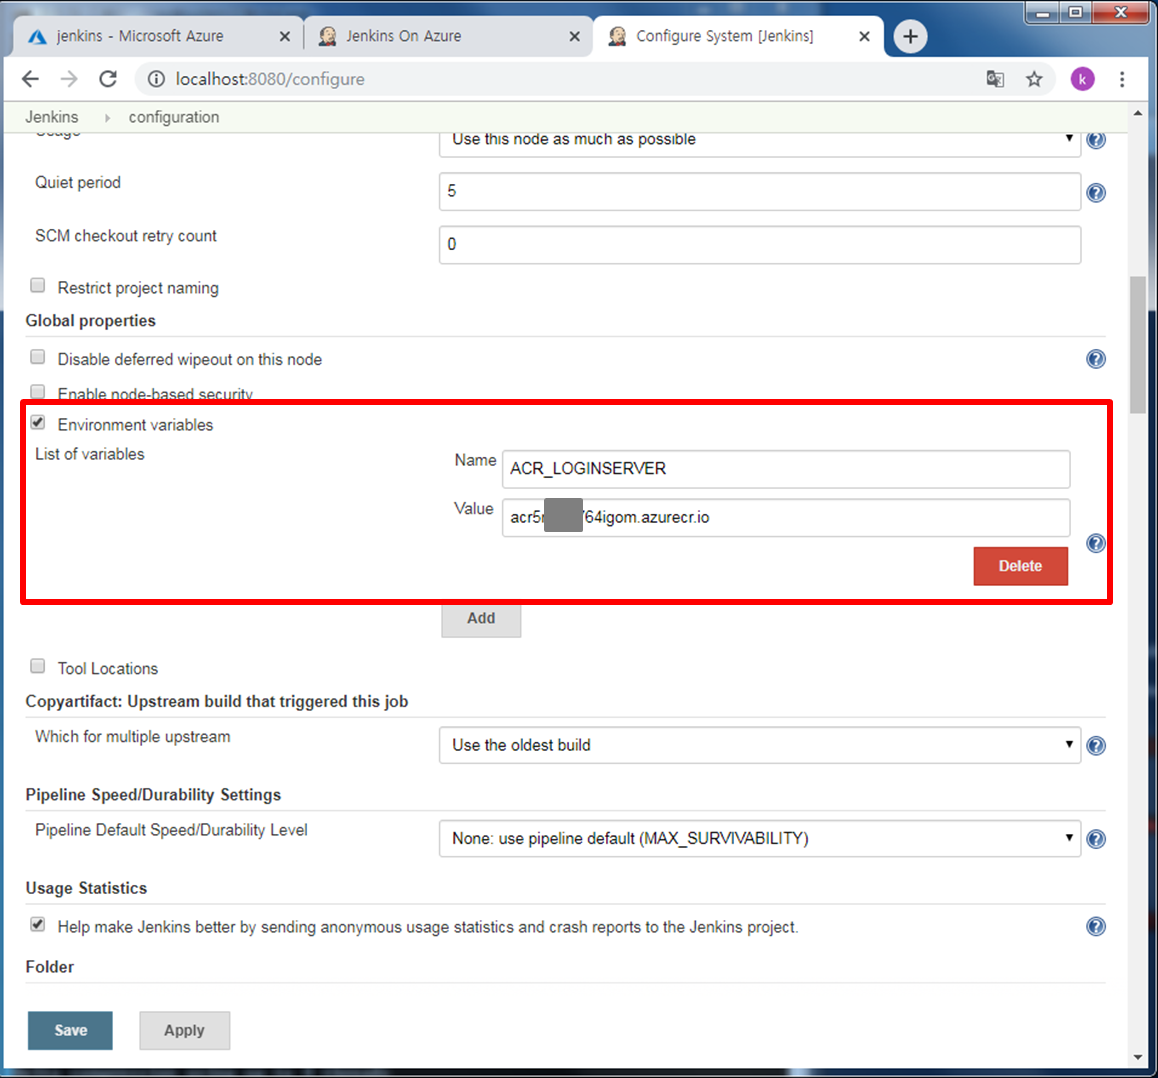 jenkins - Microsoft Azure
Jenkins On Azure
Configure System [Jenkins]
localhost:8080/configure
k
Jenkins
configuration
Use this node as much as possible
Quiet period
5
SCM checkout retry count
0
Restrict project naming
Global properties
Disable deferred wipeout on this node
Enable node-based security
Environment variables
List of variables
Name
ACR_LOGINSERVER
Value
64igom.azurecr.io
Delete
Add
Tool Locations
Copyartifact: Upstream build that triggered this job
Which for multiple upstream
Use the oldest build
Pipeline Speed/Durability Settings
Pipeline Default Speed/Durability Level
None: use pipeline default (MAX_SURVIVABILITY)
Usage Statistics
Help make Jenkins better by sending anonymous usage statistics and crash reports to the Jenkins project.
Folder
Save
Apply